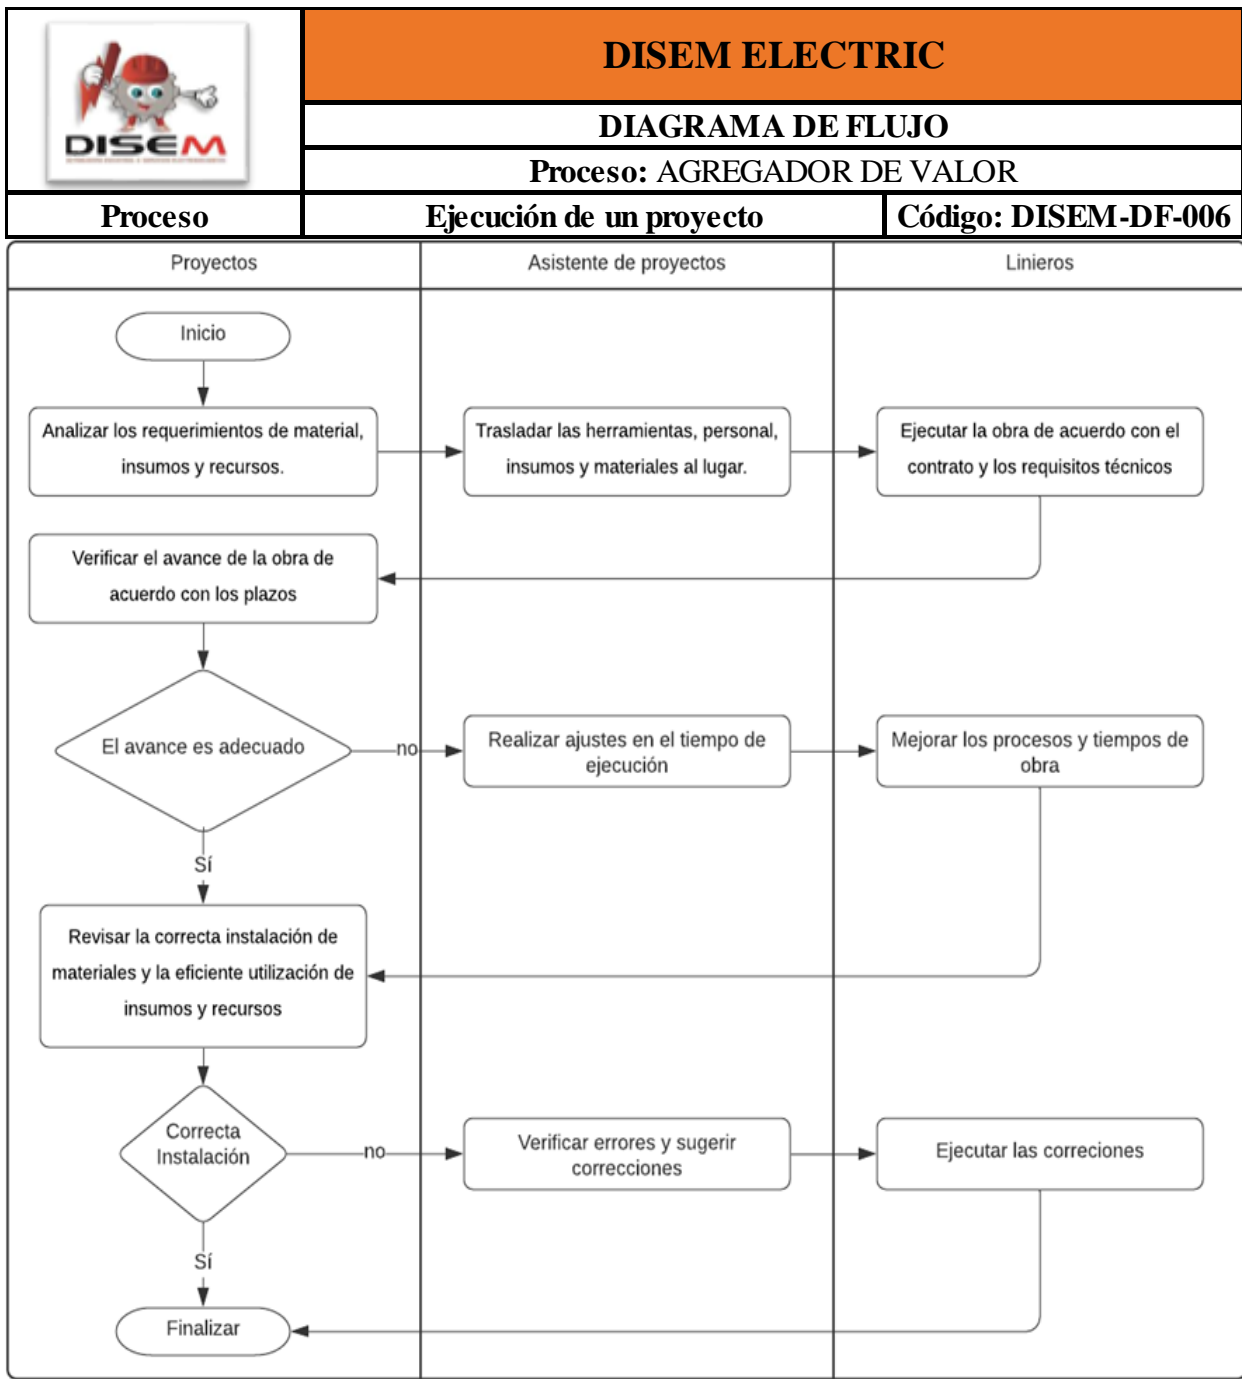 DISEM
DISEM ELECTRIC
DIAGRAMA DE FLUJO
Proceso: AGREGADOR DE VALOR
Proceso
Ejecución de un proyecto
Código: DISEM-DF-006
Proyectos
Asistente de proyectos
Linieros
Inicio
Analizar los requerimientos de material,
insumos y recursos.
Trasladar las herramientas, personal,
insumos y materiales al lugar.
Ejecutar la obra de acuerdo con el
contrato y los requisitos técnicos
Verificar el avance de la obra de
acuerdo con los plazos
El avance es adecuado
no
Realizar ajustes en el tiempo de
ejecución
Mejorar los procesos y tiempos de
obra
Sí
Revisar la correcta instalación de
materiales y la eficiente utilización de
insumos y recursos
Correcta
Instalación
no
Verificar errores y sugerir
correcciones
Ejecutar las correciones
Sí
Finalizar